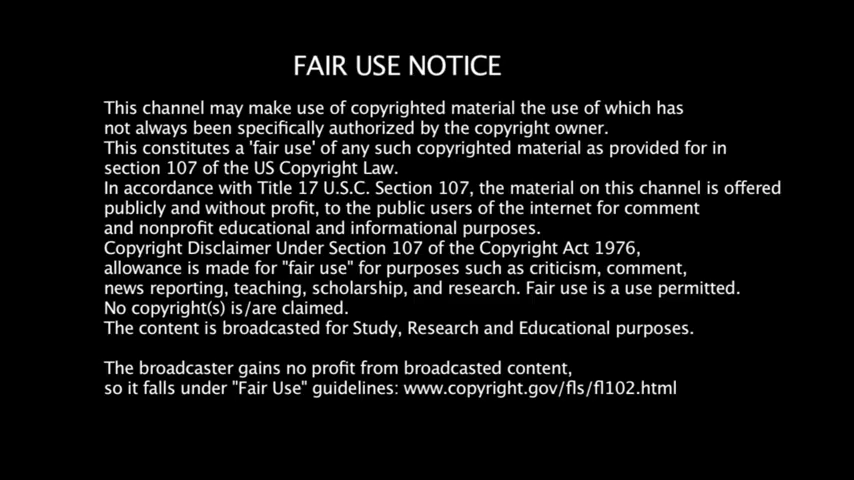 FAIR USE NOTICE
This channel may make use of copyrighted material the use of which has
not always been specifically authorized by the copyright owner.
This constitutes a 'fair use' of any such copyrighted material as provided for in
section 107 of the US Copyright Law.
In accordance with Title 17 U.S.C. Section 107, the material on this channel is offered
publicly and without profit, to the public users of the internet for comment
and nonprofit educational and informational purposes.
Copyright Disclaimer Under Section 107 of the Copyright Act 1976,
allowance is made for "fair use" for purposes such as criticism, comment,
news reporting, teaching, scholarship, and research. Fair use is a use permitted.
No copyright(s) is/are claimed.
The content is broadcasted for Study, Research and Educational purposes.
The broadcaster gains no profit from broadcasted content,
so it falls under "Fair Use" guidelines: www.copyright.gov/fls/fl102.html